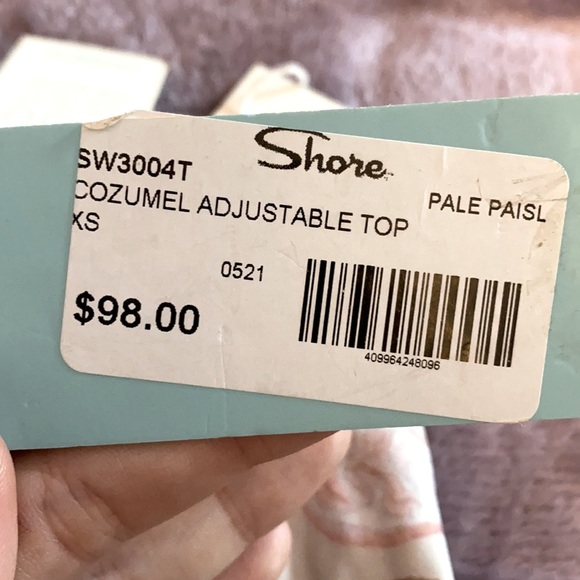 Shore
SW3004T
COZUMEL ADJUSTABLE TOP
PALE PAISL
XS
0521
$98.00
409964248096